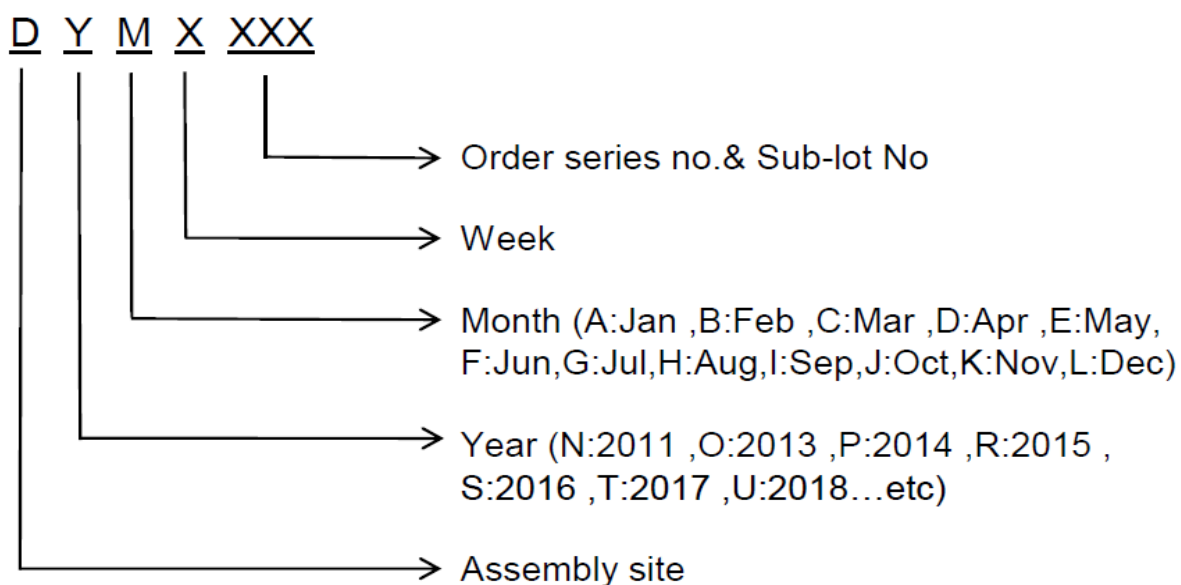 D Y M X XXX
Order series no.& Sub-lot No
Week
Month (A:Jan ,B:Feb ,C:Mar ,D:Apr ,E:May,
F:Jun,G:Jul,H:Aug,I:Sep,J:Oct,K:Nov,L:Dec)
Year (N:2011 ,O:2013 ,P:2014 ,R:2015 ,
S:2016 ,T:2017 ,U:2018...etc)
Assembly site